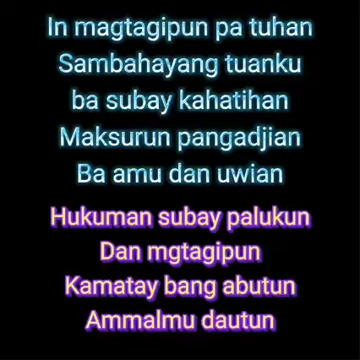 In magtagipun pa tuhan
Sambahayang tuanku
ba subay kahatihan
Maksurun pangadjian
Ba amu dan uwian
Hukuman subay palukun
Dan mgtagipun
Kamatay bang abutun
Ammalmu dautun